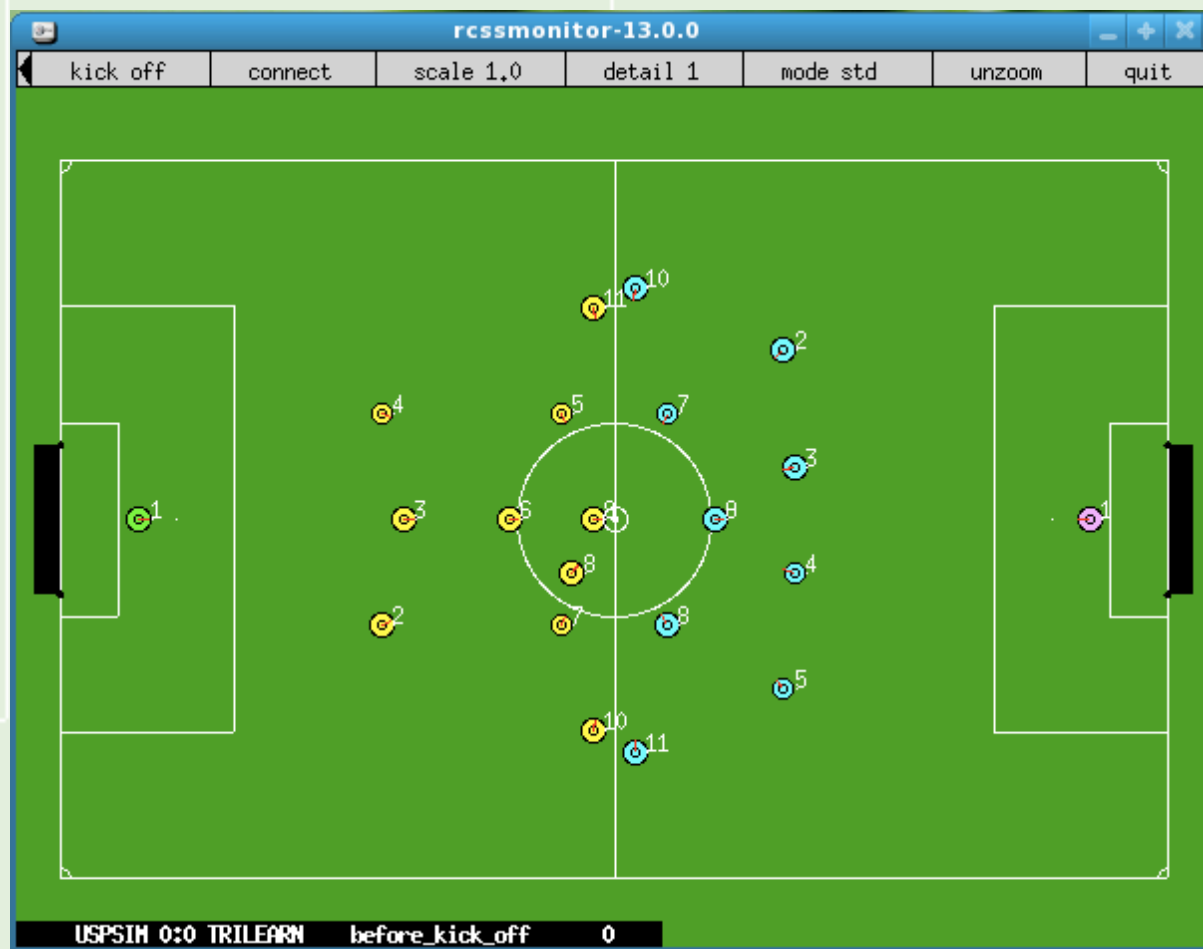 rcssmonitor-13.0.0
kick off connect scale 1.0 detail 1 mode std unzoom quit
10
11
2
4 5 7
3
1 3 6 9 9 1
8 4
2 7 8
5
10
11
USPSIM 0:0 TRILEARN before_kick_off 0